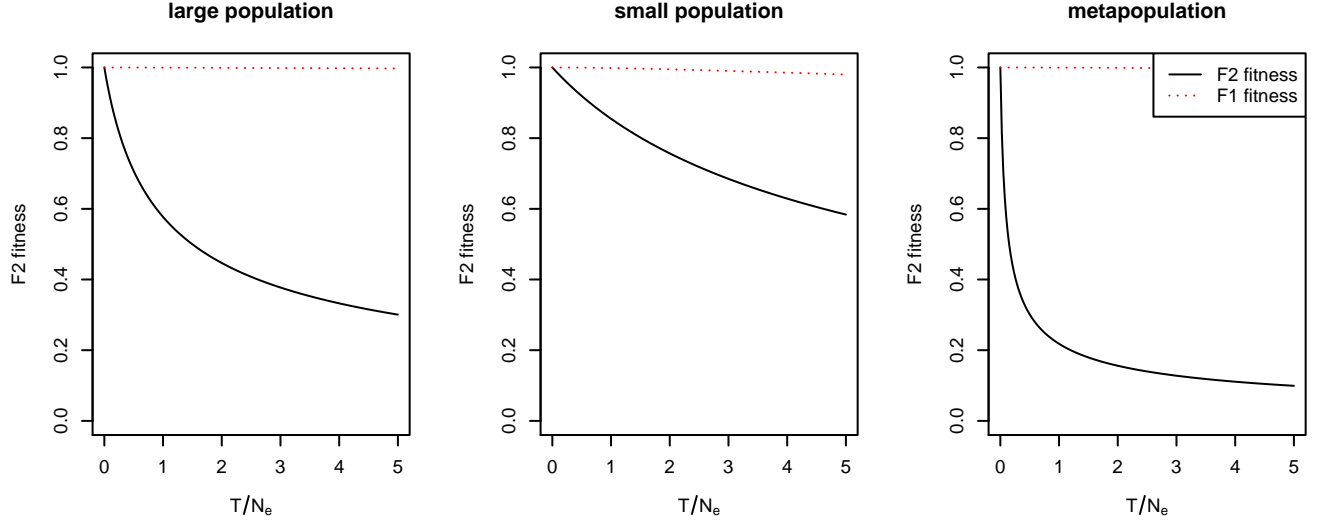 large population
F2 fitness
0.0 0.2 0.4 0.6 0.8 1.0
0 1 2 3 4 5
T/Ne
small population
F2 fitness
0.0 0.2 0.4 0.6 0.8 1.0
0 1 2 3 4 5
T/Ne
metapopulation
F2 fitness
0.0 0.2 0.4 0.6 0.8 1.0
F2 fitness
F1 fitness
0 1 2 3 4 5
T/Ne